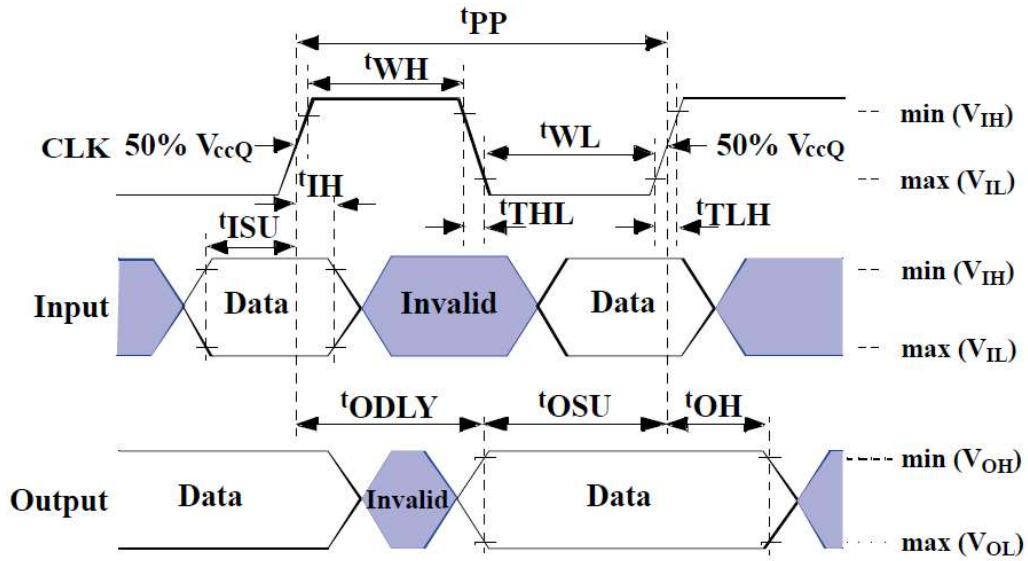 tPP
tWH
min (VIH)
CLK 50% VccQ tWL 50% VccQ
max (VIL)
tIH
tTHL tTLH
tISU
min (VIH)
Input Data Invalid Data
max (VIL)
tODLY tOSU tOH
min (VOH)
Output Data Invalid Data
max (VOL)